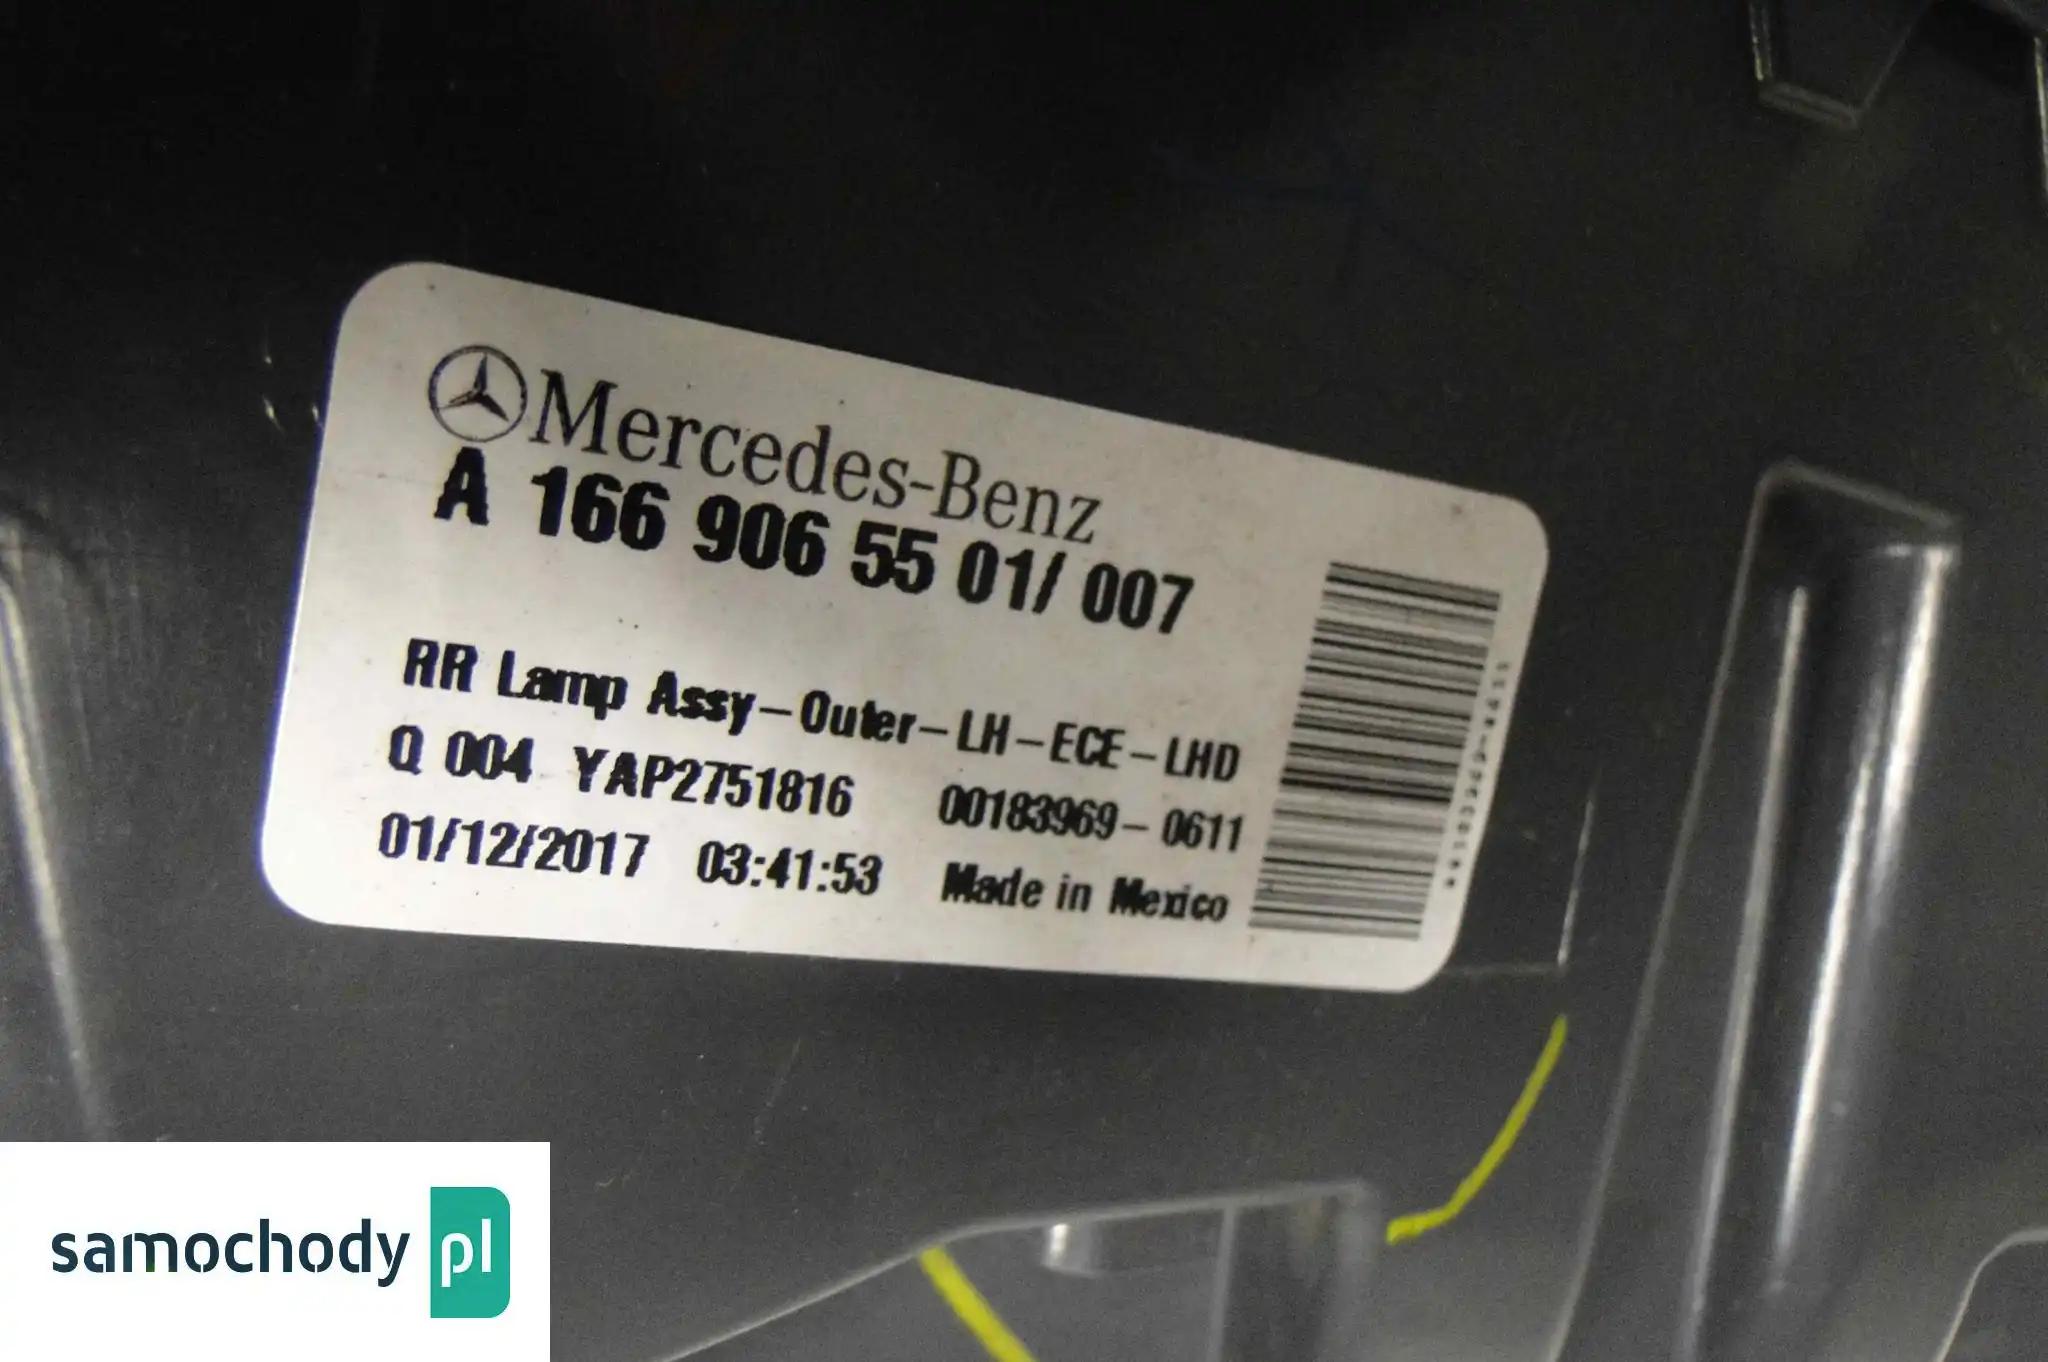 Mercedes-Benz
A 166 906 55 01/ 007
RR Lamp Assy-Outer-LH-ECE-LHD
Q 004 YAP2751816 00183969-0611
01/12/2017 03:41:53 Made in Mexico
samochody pl